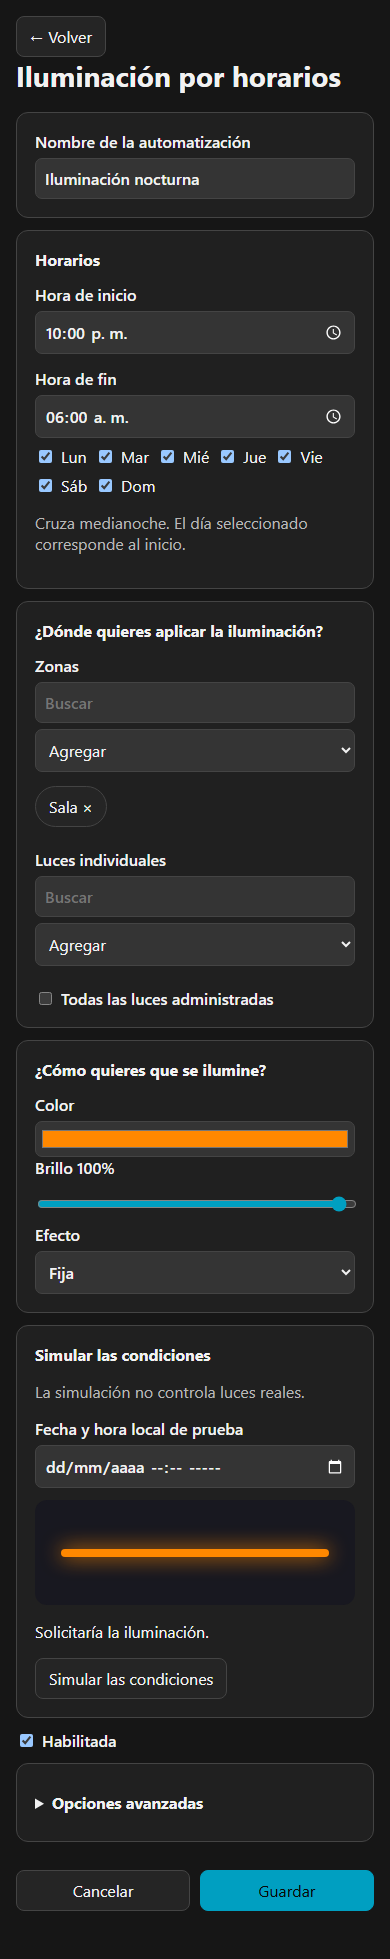 ← Volver
Iluminación por horarios
Nombre de la automatización
Iluminación nocturna
Horarios
Hora de inicio
10:00 p. m.
Hora de fin
06:00 a. m.
Lun Mar Mié Jue Vie
Sáb Dom
Cruza medianoche. El día seleccionado
corresponde al inicio.
¿Dónde quieres aplicar la iluminación?
Zonas
Buscar
Agregar
Sala ×
Luces individuales
Buscar
Agregar
Todas las luces administradas
¿Cómo quieres que se ilumine?
Color
Brillo 100%
Efecto
Fija
Simular las condiciones
La simulación no controla luces reales.
Fecha y hora local de prueba
dd/mm/aaaa --:-- -----
Solicitaría la iluminación.
Simular las condiciones
Habilitada
Opciones avanzadas
Cancelar
Guardar